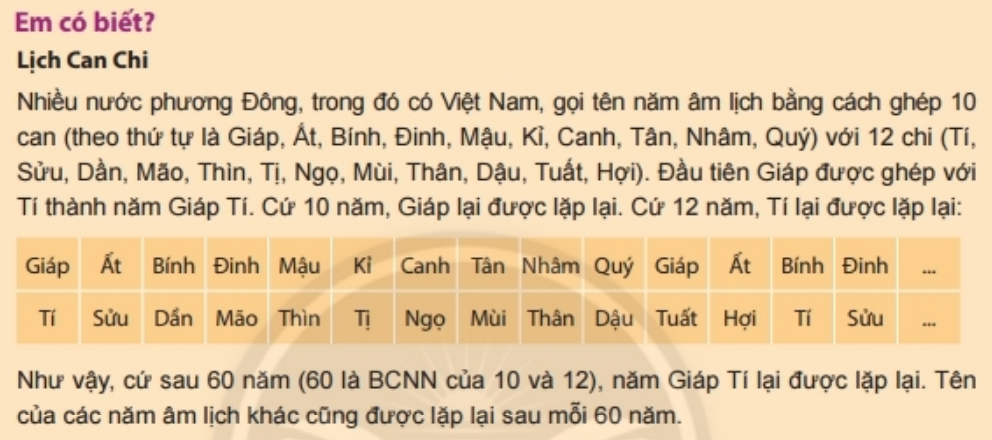 Em có biết?
Lịch Can Chi
Nhiều nước phương Đông, trong đó có Việt Nam, gọi tên năm âm lịch bằng cách ghép 10
can (theo thứ tự là Giáp, Ất, Bính, Đinh, Mậu, Kỉ, Canh, Tân, Nhâm, Quý) với 12 chi (Tí,
Sửu, Dần, Mão, Thìn, Tị, Ngọ, Mùi, Thân, Dậu, Tuất, Hợi). Đầu tiên Giáp được ghép với
Tí thành năm Giáp Tí. Cứ 10 năm, Giáp lại được lặp lại. Cứ 12 năm, Tí lại được lặp lại:
Giáp Ất Bính Đinh Mậu Kỉ Canh Tân Nhâm Quý Giáp Ất Bính Đinh ...
Tí Sửu Dần Mão Thìn Tị Ngọ Mùi Thân Dậu Tuất Hợi Tí Sửu ...
Như vậy, cứ sau 60 năm (60 là BCNN của 10 và 12), năm Giáp Tí lại được lặp lại. Tên
của các năm âm lịch khác cũng được lặp lại sau mỗi 60 năm.